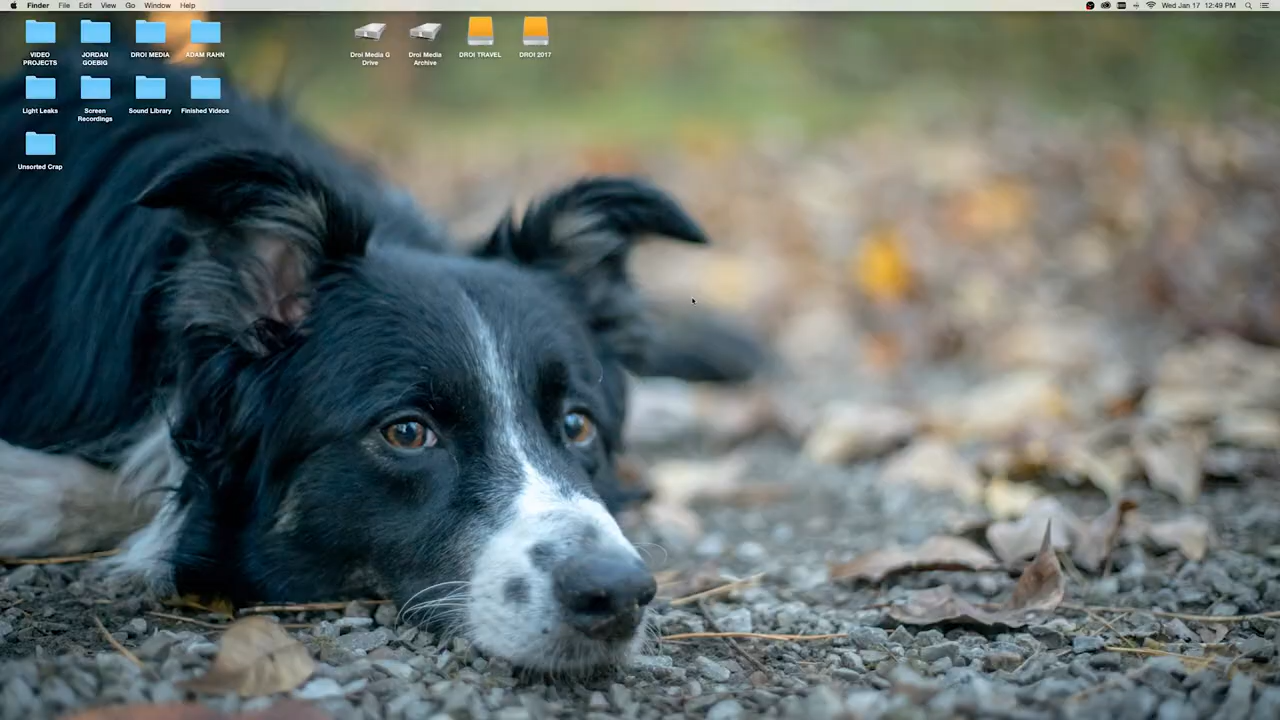 Finder File Edit View Go Window Help
Wed Jan 17 12:49 PM
VIDEO PROJECTS
JORDAN GOEBIG
DROI MEDIA
ADAM RAHN
Droi Media G Drive
Droi Media Archive
DROI TRAVEL
DROI 2017
Light Leaks
Screen Recordings
Sound Library
Finished Videos
Unsorted Crap